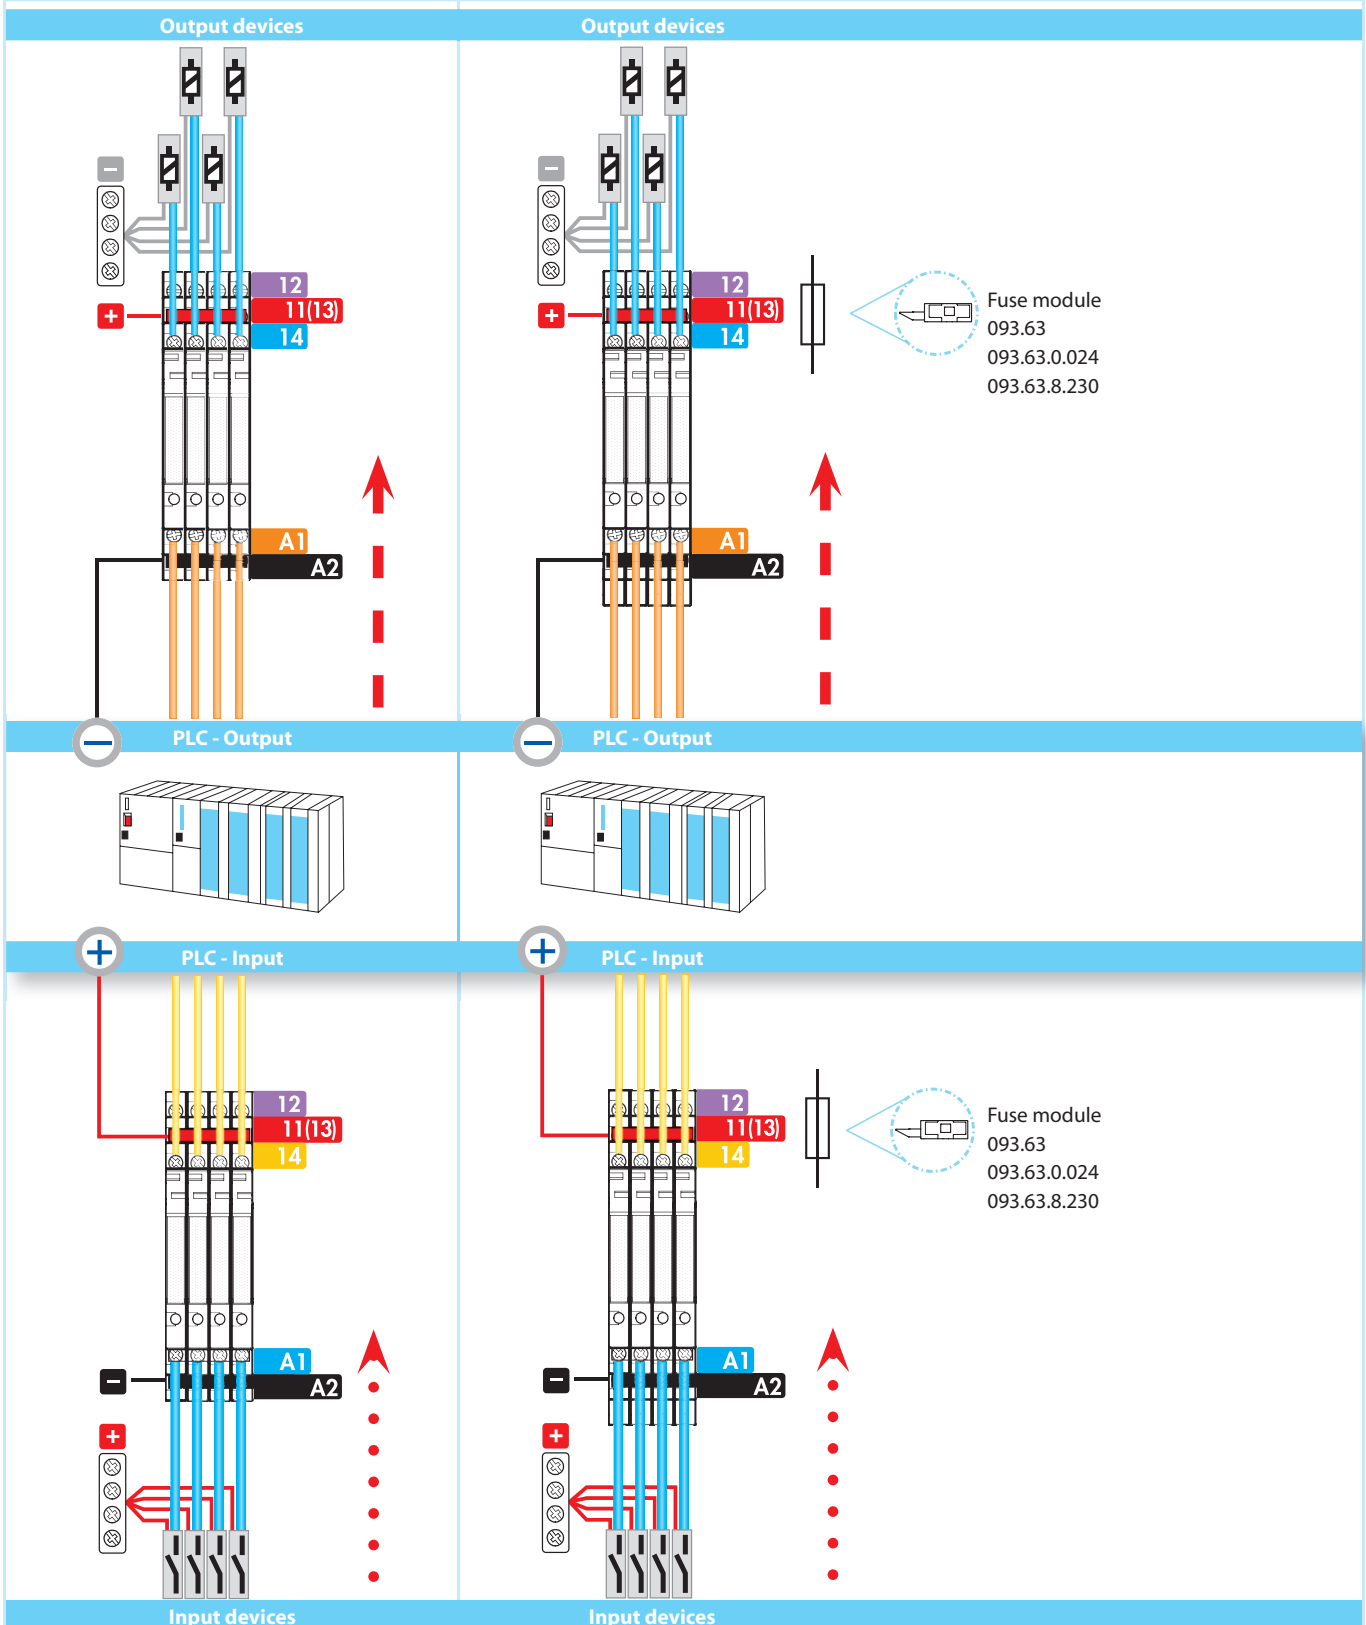 Output devices
Output devices
−
−
12
12
+
11(13)
+
11(13)
14
14
Fuse module
093.63
093.63.0.024
093.63.8.230
A1
A1
A2
A2
−
PLC - Output
−
PLC - Output
+
PLC - Input
+
PLC - Input
12
12
11(13)
11(13)
14
14
Fuse module
093.63
093.63.0.024
093.63.8.230
A1
A1
−
A2
−
A2
+
+
Input devices
Input devices